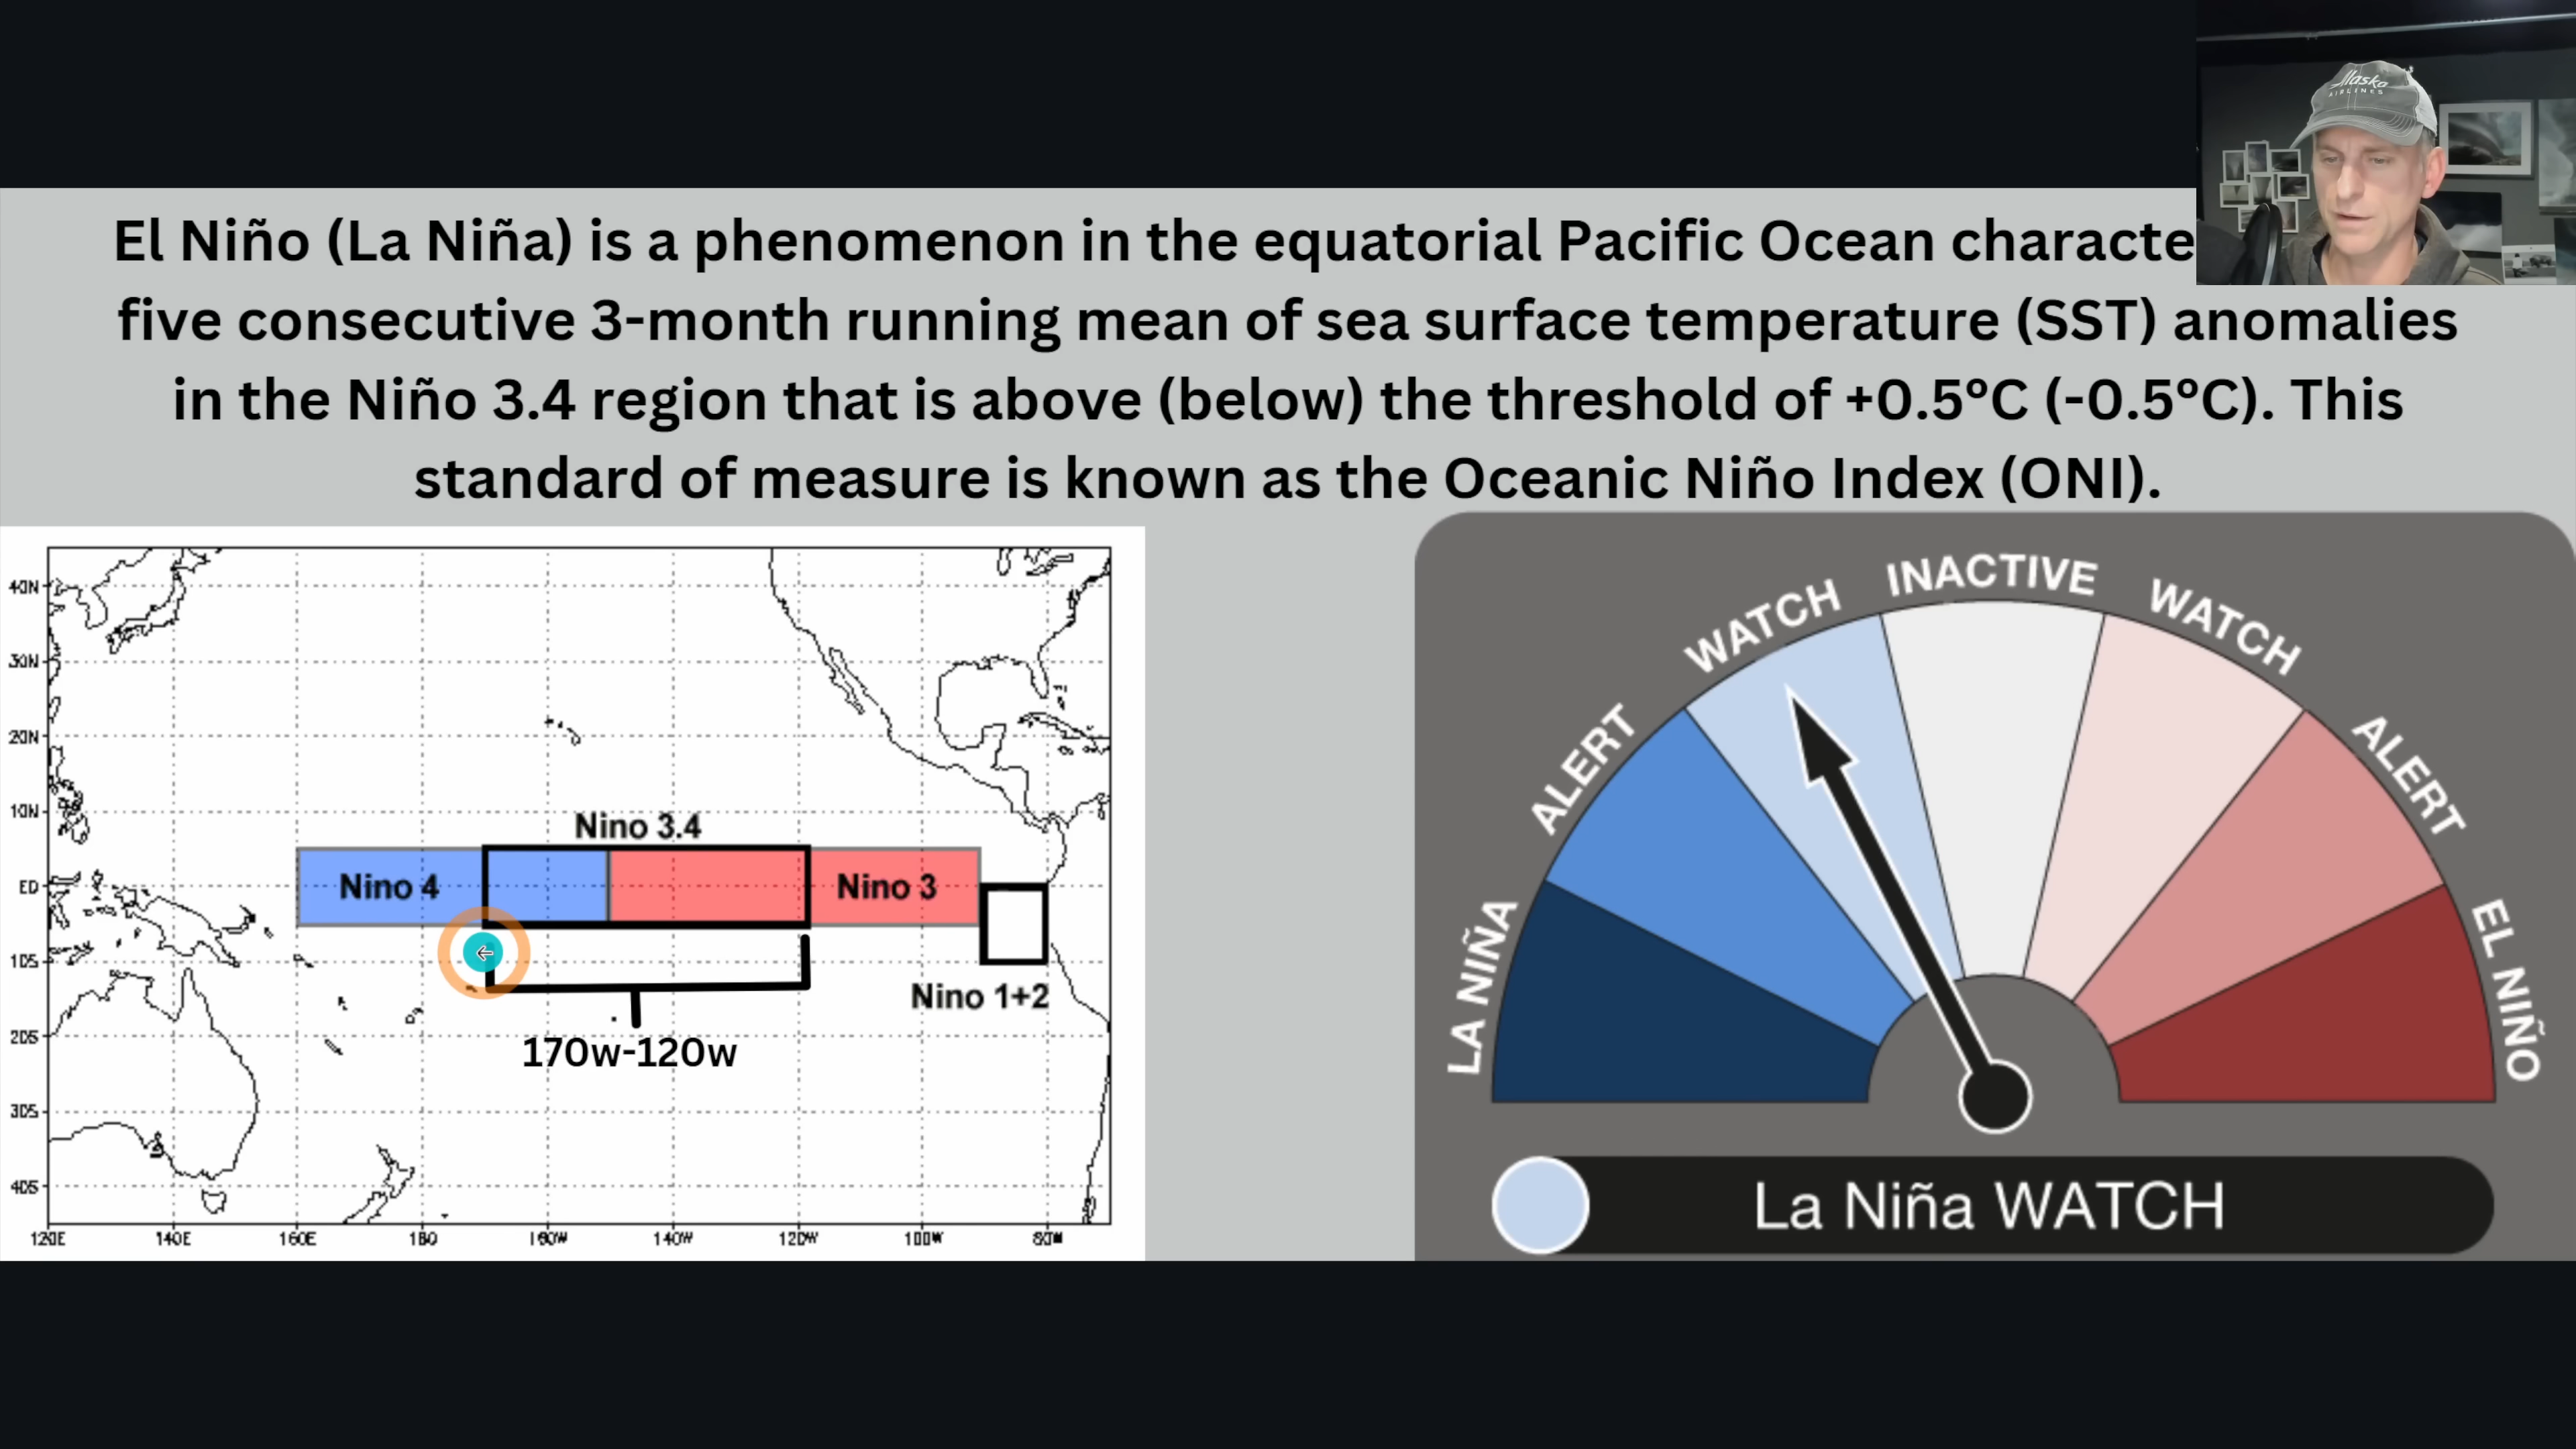 Alaska
AIRLINES
El Niño (La Niña) is a phenomenon in the equatorial Pacific Ocean characte
five consecutive 3-month running mean of sea surface temperature (SST) anomalies
in the Niño 3.4 region that is above (below) the threshold of +0.5°C (-0.5°C). This
standard of measure is known as the Oceanic Niño Index (ONI).
40N
30N
20N
10N
EQ
10S
20S
30S
40S
120E 140E 160E 180 160W 140W 120W 100W 80W
Nino 3.4
Nino 4
Nino 3
Nino 1+2
170w-120w
LA NIÑA
ALERT
WATCH
INACTIVE
WATCH
ALERT
EL NIÑO
La Niña WATCH